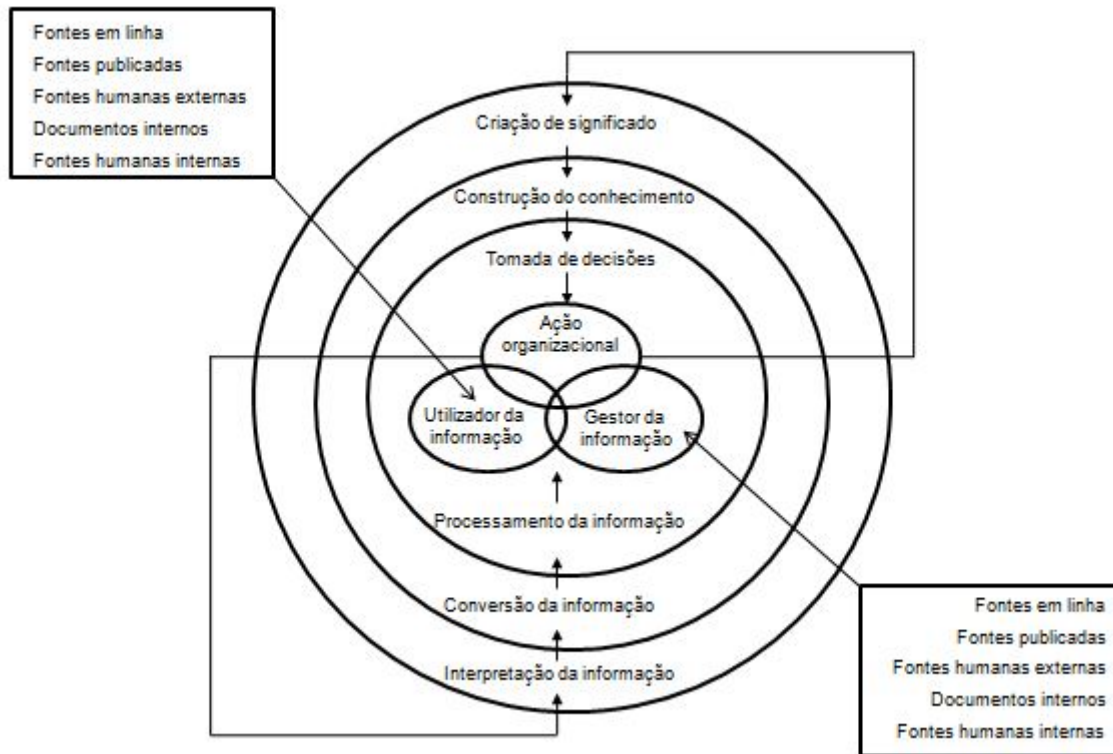 Fontes em linha
Fontes publicadas
Fontes humanas externas
Documentos internos
Fontes humanas internas
Criação de significado
Construção do conhecimento
Tomada de decisões
Ação
organizacional
Utilizador da
informação
Gestor da
informação
Processamento da informação
Conversão da informação
Interpretação da informação
Fontes em linha
Fontes publicadas
Fontes humanas externas
Documentos internos
Fontes humanas internas